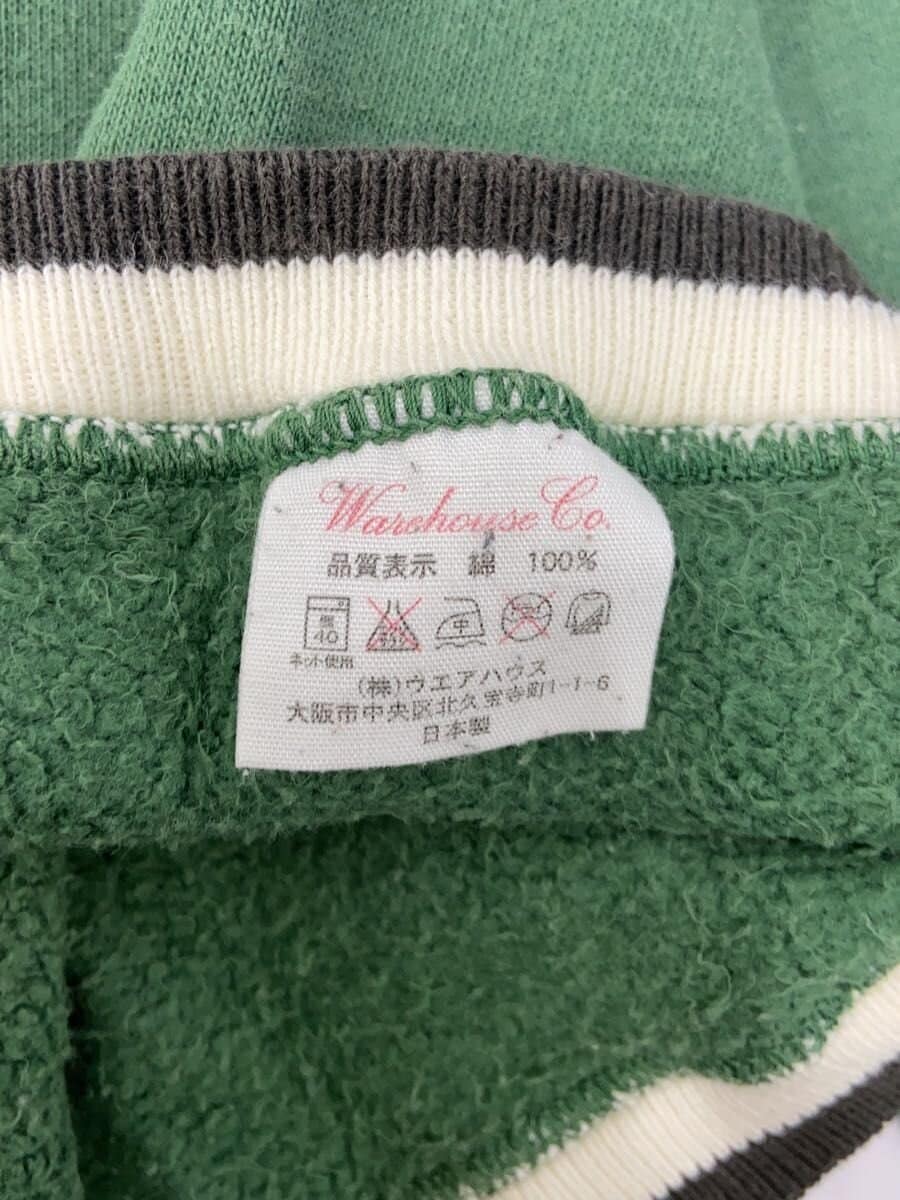 Warehouse Co.
品質表示 綿 100%
弱
40
中
ネット使用
(株)ウエアハウス
大阪市中央区北久宝寺町1-1-6
日本製